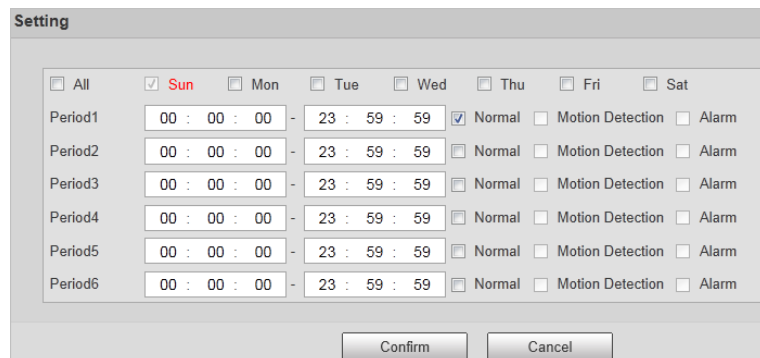 Setting
All Sun Mon Tue Wed Thu Fri Sat
Period1 00 : 00 : 00 - 23 : 59 : 59 Normal Motion Detection Alarm
Period2 00 : 00 : 00 - 23 : 59 : 59 Normal Motion Detection Alarm
Period3 00 : 00 : 00 - 23 : 59 : 59 Normal Motion Detection Alarm
Period4 00 : 00 : 00 - 23 : 59 : 59 Normal Motion Detection Alarm
Period5 00 : 00 : 00 - 23 : 59 : 59 Normal Motion Detection Alarm
Period6 00 : 00 : 00 - 23 : 59 : 59 Normal Motion Detection Alarm
Confirm Cancel